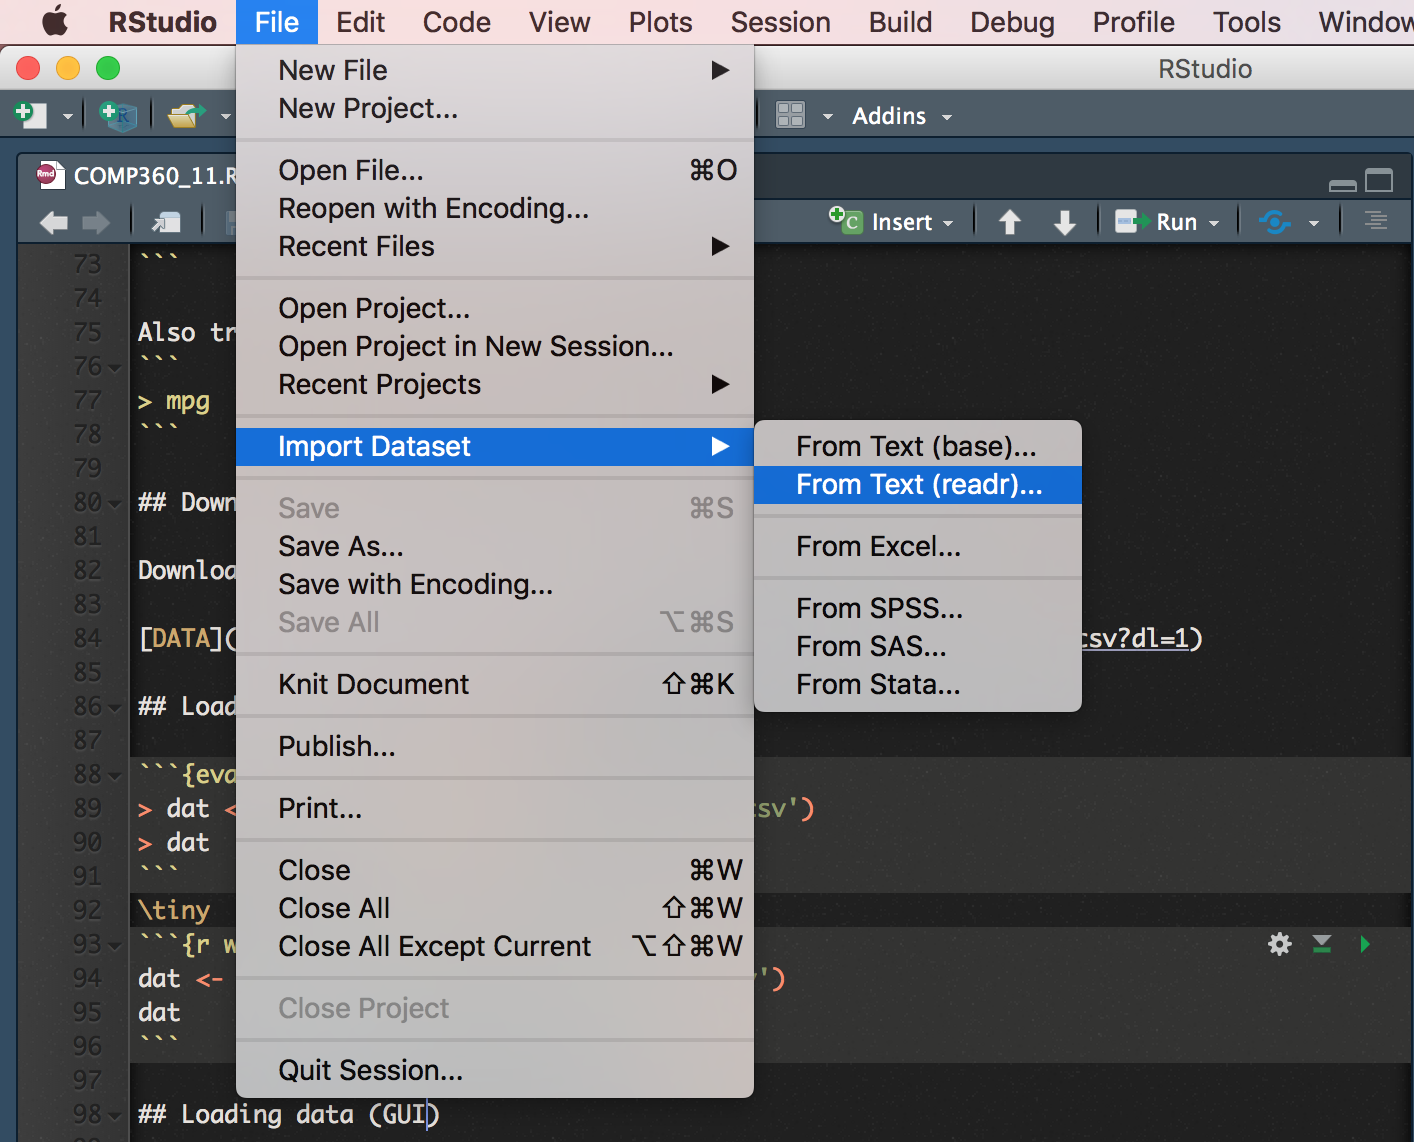 RStudio File Edit Code View Plots Session Build Debug Profile Tools Window
RStudio
Addins
COMP360_11.R
Insert Run
New File
New Project...
Open File... ⌘O
Reopen with Encoding...
Recent Files
Open Project...
Open Project in New Session...
Recent Projects
Import Dataset
Save ⌘S
Save As...
Save with Encoding...
Save All ⌥⌘S
Knit Document ⇧⌘K
Publish...
Print...
Close ⌘W
Close All ⇧⌘W
Close All Except Current ⌥⇧⌘W
Close Project
Quit Session...
From Text (base)...
From Text (readr)...
From Excel...
From SPSS...
From SAS...
From Stata...
73 ```
74
75 Also tr
76 ```
77 > mpg
78 ```
79
80 ## Down
81
82 Downloa
83
84 [DATA]( csv?dl=1)
85
86 ## Load
87
88 ```{eva
89 > dat < csv')
90 > dat
91 ```
92 \tiny
93 ```{r w
94 dat <- ')
95 dat
96 ```
97
98 ## Loading data (GUI)